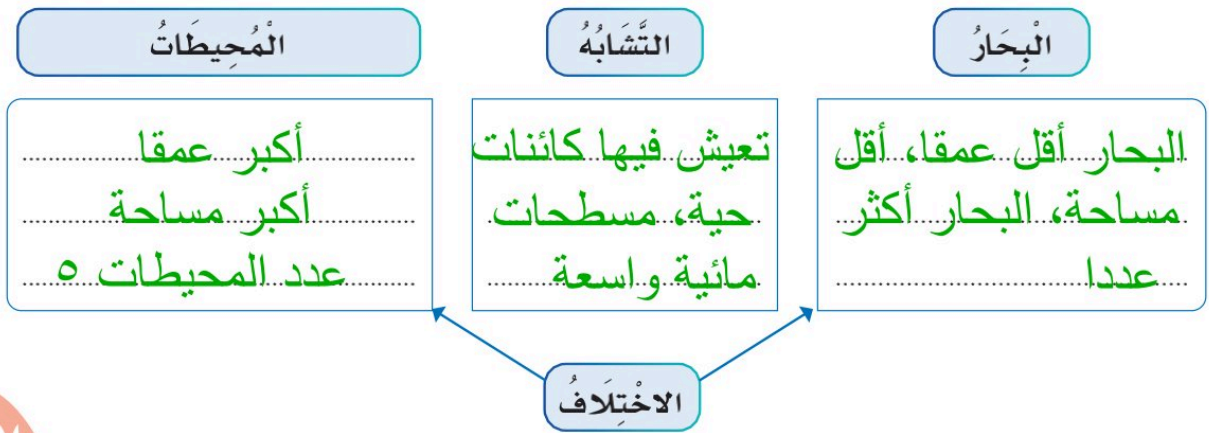 الْبِحَارُ
التَّشَابُهُ
الْمُحِيطَاتُ
البحار أقل عمقا، أقل
مساحة، البحار أكثر
عددا
تعيش فيها كائنات
حية، مسطحات
مائية واسعة
أكبر عمقا
أكبر مساحة
عدد المحيطات ٥
الاخْتِلَافُ